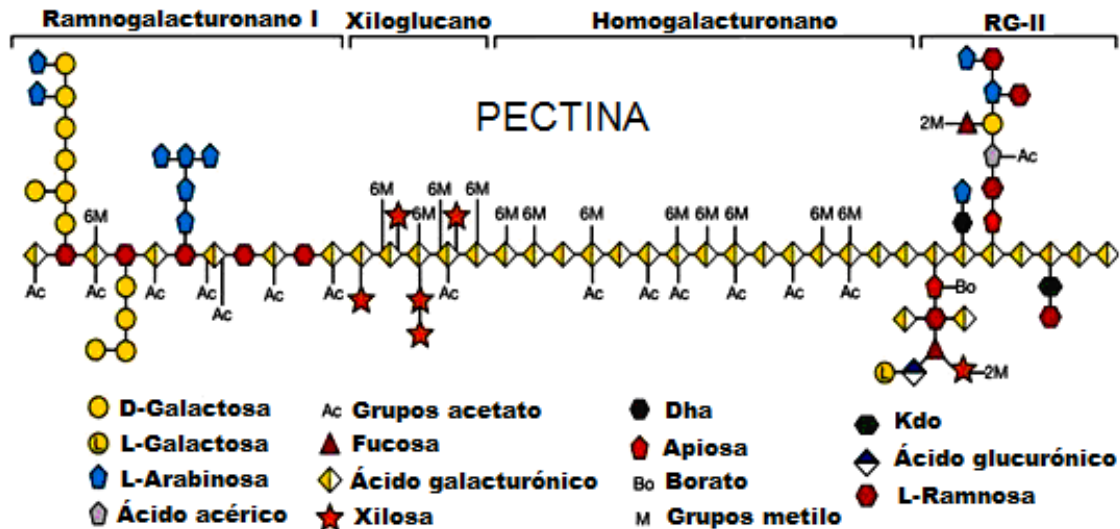 Ramnogalacturonano I Xiloglucano Homogalacturonano RG-II
PECTINA
2M
Ac
6M 6M 6M 6M 6M 6M 6M 6M 6M 6M 6M 6M 6M
Ac Ac Ac Ac Ac Ac Ac Ac Ac Ac Ac Ac Ac Ac
Bo
L 2M
D-Galactosa Ac Grupos acetato Dha Kdo
L L-Galactosa Fucosa Apiosa Ácido glucurónico
L-Arabinosa Ácido galacturónico Bo Borato L-Ramnosa
Ácido acérico Xilosa M Grupos metilo